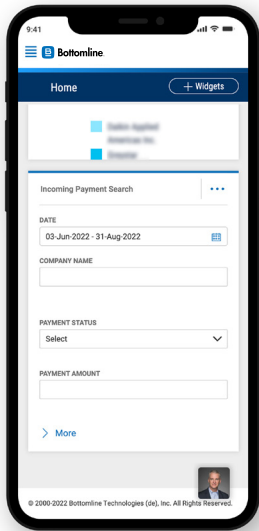 9:41
Bottomline
Home
+ Widgets
Incoming Payment Search
DATE
03-Jun-2022 - 31-Aug-2022
COMPANY NAME
PAYMENT STATUS
Select
PAYMENT AMOUNT
More
© 2000-2022 Bottomline Technologies (de), Inc. All Rights Reserved.